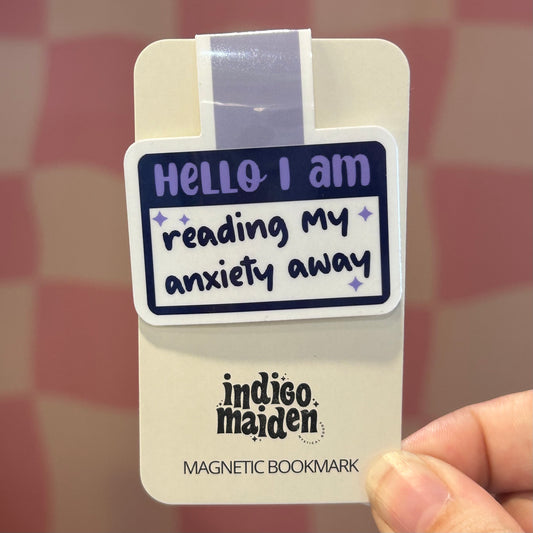 Hello I am
reading my
anxiety away
indigo
maiden
MAGNETIC BOOKMARK